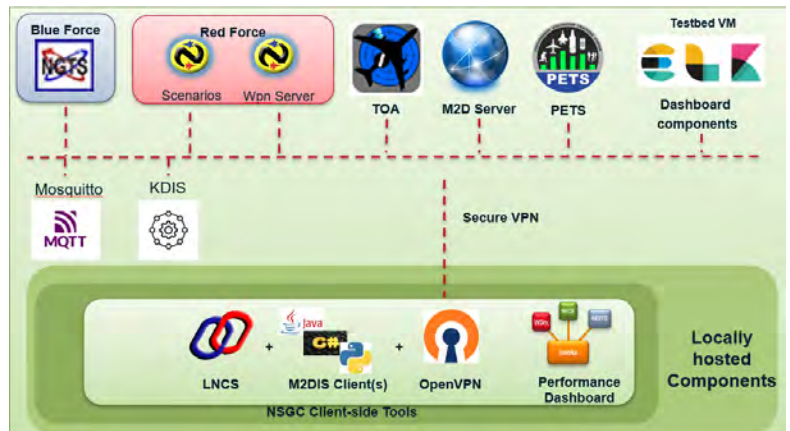 Blue Force
NGTS
Red Force
Scenarios
Wpn Server
TOA
M2D Server
PETS
PETS
Testbed VM
Dashboard
components
Mosquitto
MQTT
KDIS
Secure VPN
LNCS
+
Java
C#
M2DIS Client(s)
+
OpenVPN
Performance
Dashboard
NSGC Client-side Tools
Locally
hosted
Components